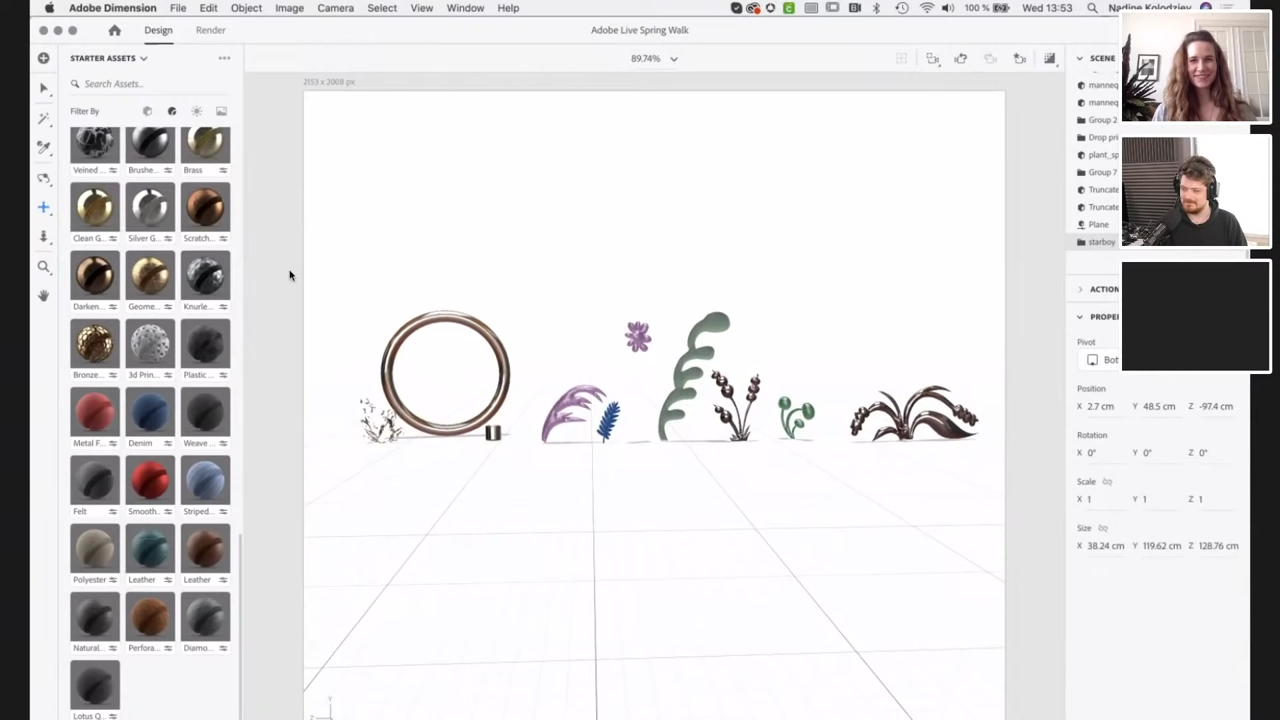 Adobe Dimension File Edit Object Image Camera Select View Window Help 100 % Wed 13:53 Nadine Kolodziey
Design Render Adobe Live Spring Walk
STARTER ASSETS 89.74% SCENE
Search Assets...
2153 x 2008 px
Filter By
Veined ... Brushe... Brass
Clean G... Silver G... Scratch...
Darken... Geome... Knurle...
Bronze... 3d Prin... Plastic ...
Metal F... Denim Weave ...
Felt Smooth... Striped...
Polyester Leather Leather
Natural... Perfora... Diamo...
Lotus Q...
Y
Z
manneq
manneq
Group 2
Drop pri
plant_sp
Group 7
Truncate
Truncate
Plane
starboy
ACTION
PROPE
Pivot
Bot
Position
X 2.7 cm Y 48.5 cm Z -97.4 cm
Rotation
X 0° Y 0° Z 0°
Scale
X 1 Y 1 Z 1
Size
X 38.24 cm Y 119.62 cm Z 128.76 cm